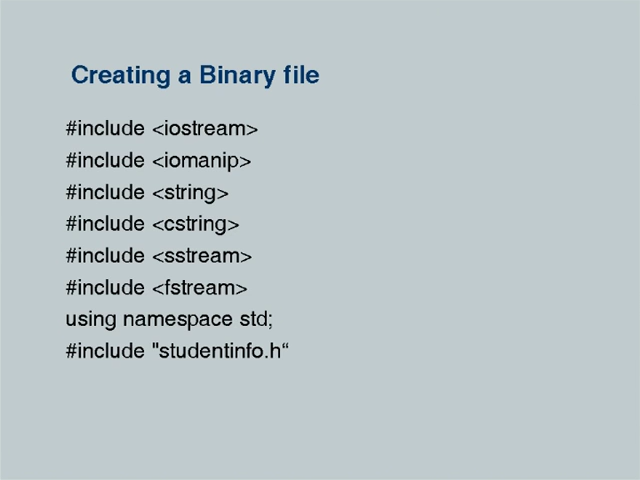 Creating a Binary file
#include <iostream>
#include <iomanip>
#include <string>
#include <cstring>
#include <sstream>
#include <fstream>
using namespace std;
#include "studentinfo.h“